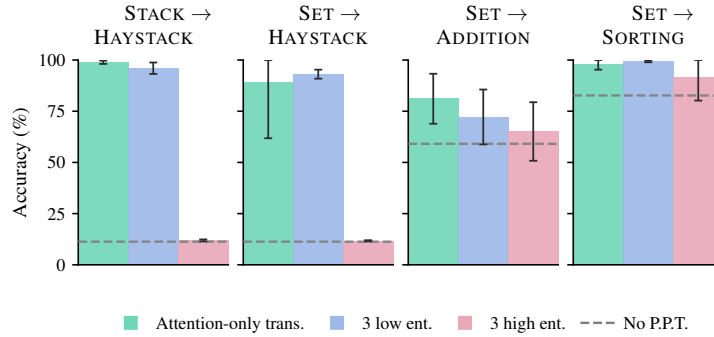 STACK → SET → SET → SET →
HAYSTACK HAYSTACK ADDITION SORTING
100
75
50
25
0
Accuracy (%)
Attention-only trans. 3 low ent. 3 high ent. No P.P.T.